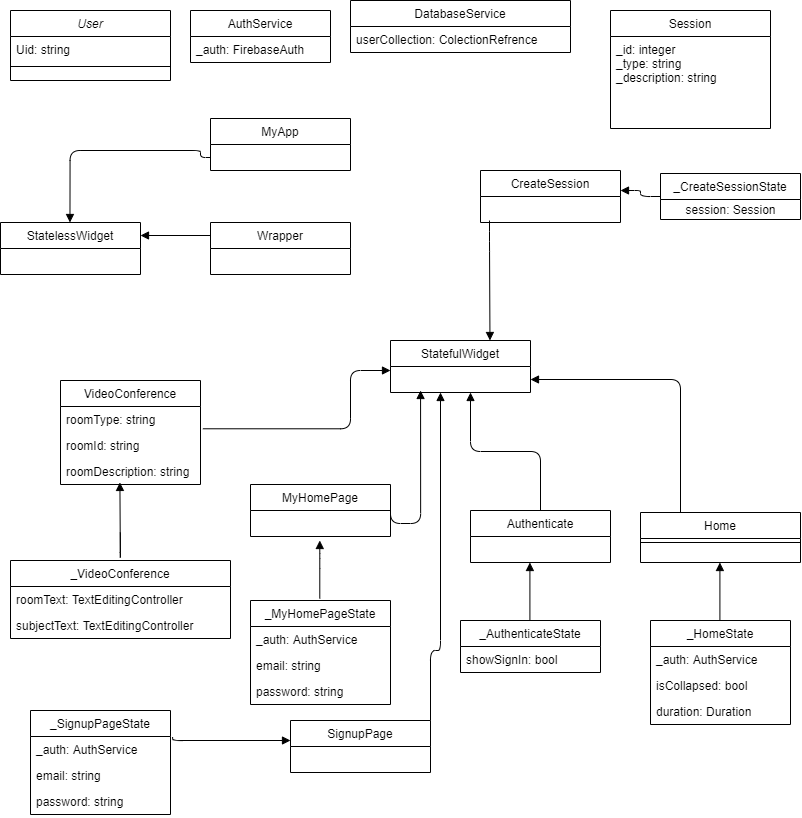 User
Uid: string
AuthService
_auth: FirebaseAuth
DatabaseService
userCollection: ColectionRefrence
Session
_id: integer
_type: string
_description: string
MyApp
StatelessWidget
Wrapper
CreateSession
_CreateSessionState
session: Session
StatefulWidget
VideoConference
roomType: string
roomId: string
roomDescription: string
MyHomePage
Authenticate
Home
_VideoConference
roomText: TextEditingController
subjectText: TextEditingController
_MyHomePageState
_auth: AuthService
email: string
password: string
_AuthenticateState
showSignIn: bool
_HomeState
_auth: AuthService
isCollapsed: bool
duration: Duration
_SignupPageState
_auth: AuthService
email: string
password: string
SignupPage